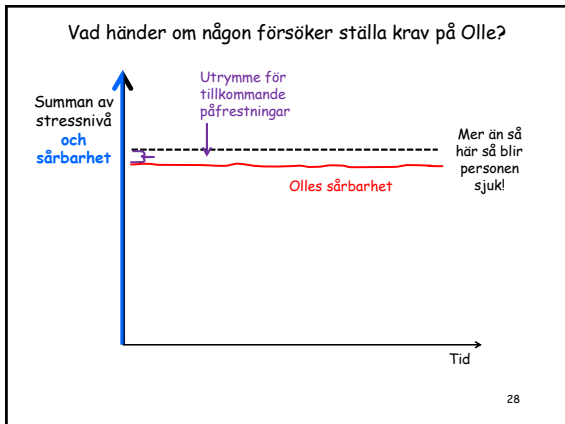 Vad händer om någon försöker ställa krav på Olle?
Utrymme för
tillkommande
påfrestningar
Summan av
stressnivå
och
sårbarhet
Mer än så
här så blir
personen
sjuk!
Olles sårbarhet
Tid
28